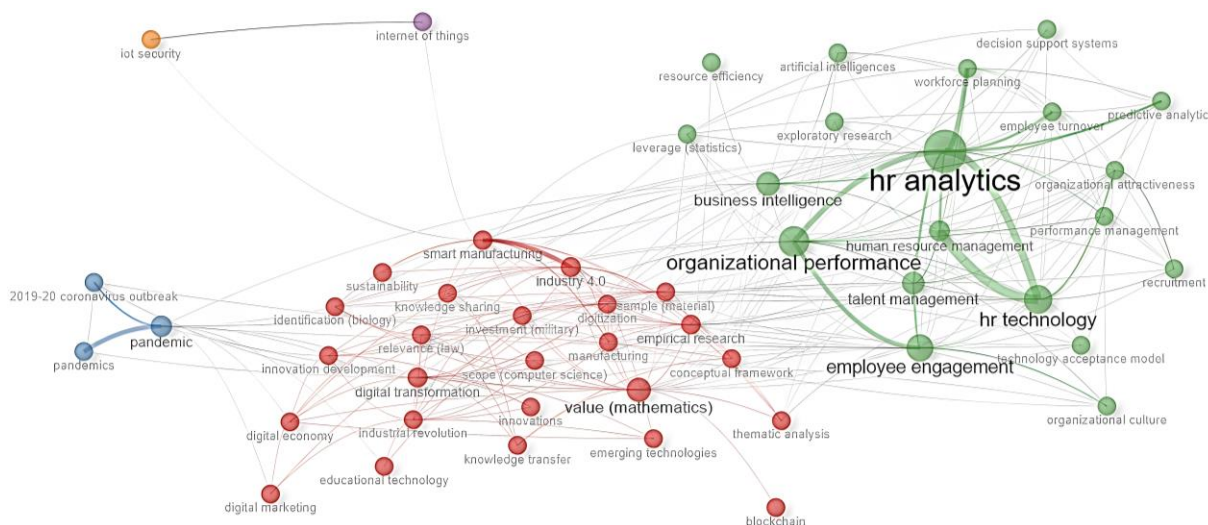 internet of things
iot security
decision support systems
artificial intelligences
resource efficiency
workforce planning
predictive analytic
employee turnover
exploratory research
leverage (statistics)
hr analytics
organizational attractiveness
business intelligence
performance management
human resource management
organizational performance
smart manufacturing
industry 4.0
recruitment
sustainability
2019-20 coronavirus outbreak
talent management
knowledge sharing
sample (material)
digitization
identification (biology)
investment (military)
hr technology
pandemic
empirical research
relevance (law)
manufacturing
pandemics
innovation development
scope (computer science)
conceptual framework
employee engagement
technology acceptance model
digital transformation
value (mathematics)
innovations
organizational culture
digital economy
industrial revolution
thematic analysis
knowledge transfer
emerging technologies
educational technology
digital marketing
blockchain